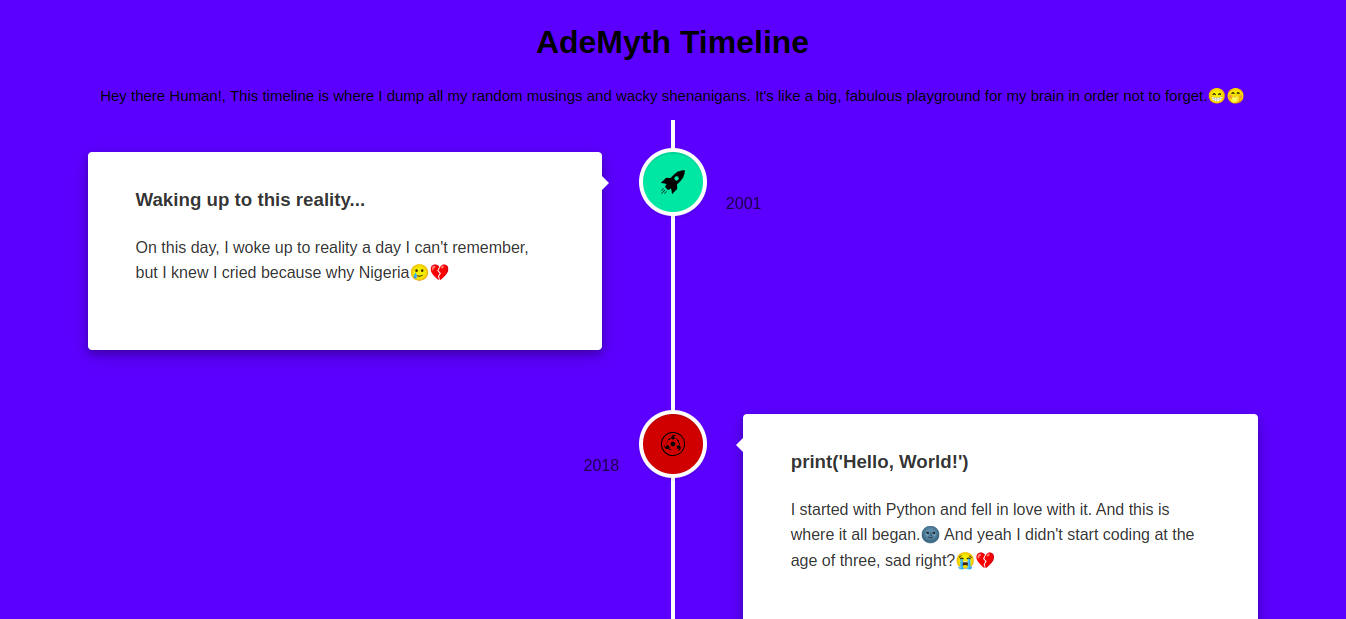 AdeMyth Timeline
Hey there Human!, This timeline is where I dump all my random musings and wacky shenanigans. It's like a big, fabulous playground for my brain in order not to forget.😁🤭
Waking up to this reality...
2001
On this day, I woke up to reality a day I can't remember,
but I knew I cried because why Nigeria🥲💔
2018
print('Hello, World!')
I started with Python and fell in love with it. And this is
where it all began.🌚 And yeah I didn't start coding at the
age of three, sad right?😭💔